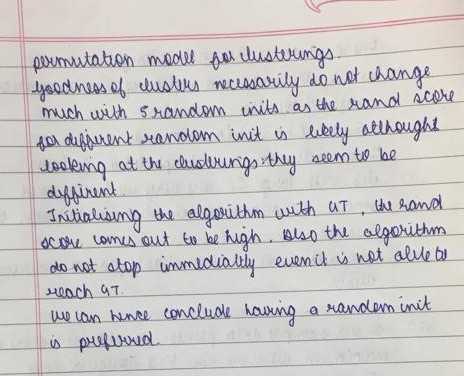 permutation model for clusterings.
goodness of clusters necessarily do not change
much with 5 random inits as the rand score
for different random init is likely allthought
looking at the clusterings they seem to be
different.
Initialising the algorithm with GT, the rand
score comes out to be high. Also the algorithm
do not stop immediately even it is not able to
reach GT.
We can hence conclude having a random init
is preferred.